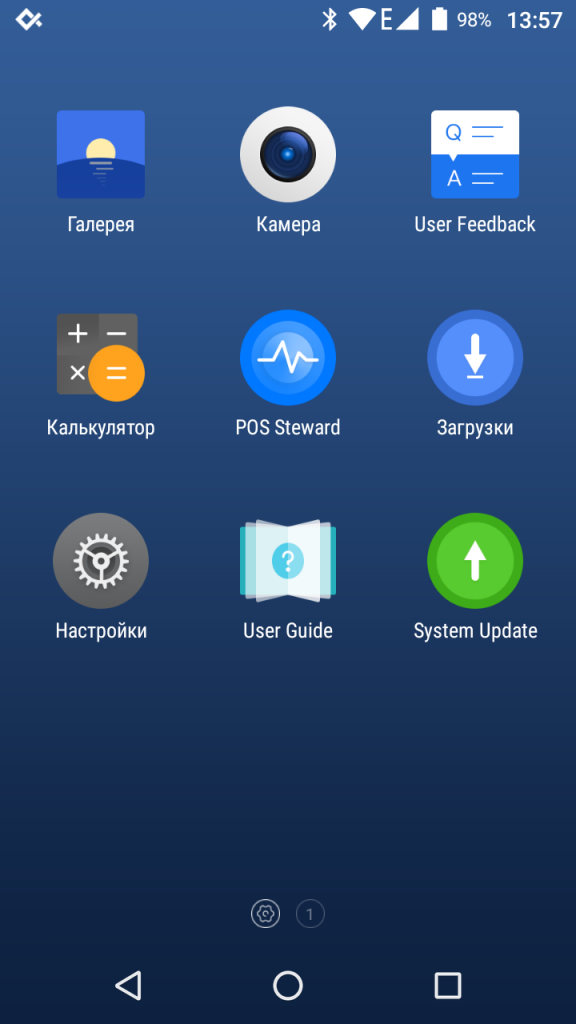 E 98% 13:57
Q
A
Галерея Камера User Feedback
Калькулятор POS Steward Загрузки
?
Настройки User Guide System Update
1